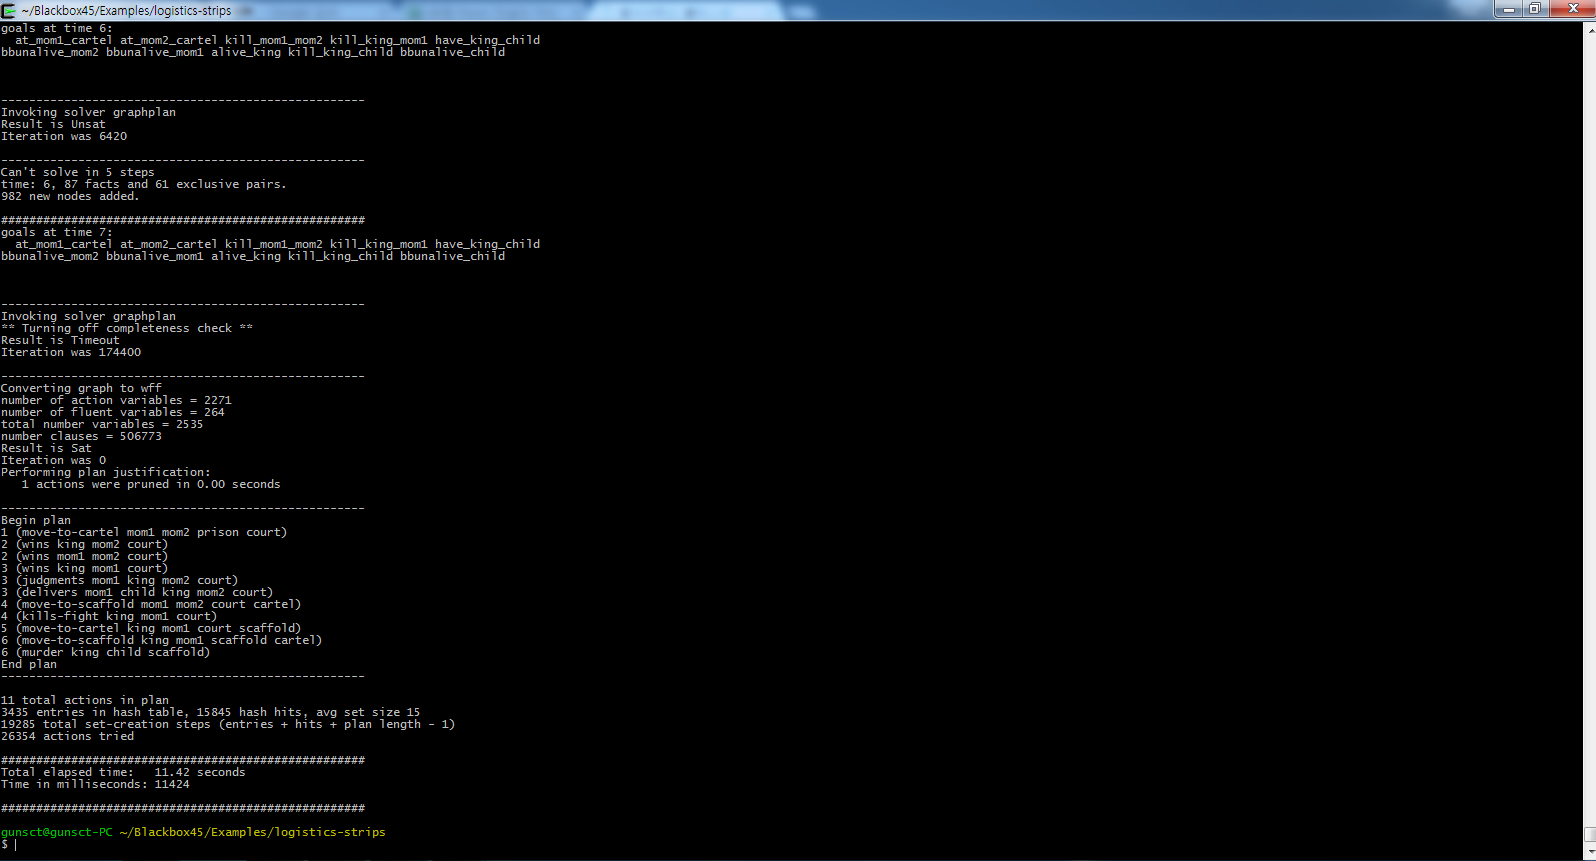 ~/Blackbox45/Examples/logistics-strips
goals at time 6:
  at_mom1_cartel at_mom2_cartel kill_mom1_mom2 kill_king_mom1 have_king_child
bbunalive_mom2 bbunalive_mom1 alive_king kill_king_child bbunalive_child
----------------------------------------------------
Invoking solver graphplan
Result is Unsat
Iteration was 6420
----------------------------------------------------
Can't solve in 5 steps
time: 6, 87 facts and 61 exclusive pairs.
982 new nodes added.
####################################################
goals at time 7:
  at_mom1_cartel at_mom2_cartel kill_mom1_mom2 kill_king_mom1 have_king_child
bbunalive_mom2 bbunalive_mom1 alive_king kill_king_child bbunalive_child
----------------------------------------------------
Invoking solver graphplan
** Turning off completeness check **
Result is Timeout
Iteration was 174400
----------------------------------------------------
Converting graph to wff
number of action variables = 2271
number of fluent variables = 264
total number variables = 2535
number clauses = 506773
Result is Sat
Iteration was 0
Performing plan justification:
   1 actions were pruned in 0.00 seconds
----------------------------------------------------
Begin plan
1 (move-to-cartel mom1 mom2 prison court)
2 (wins king mom2 court)
2 (wins mom1 mom2 court)
3 (wins king mom1 court)
3 (judgments mom1 king mom2 court)
3 (delivers mom1 child king mom2 court)
4 (move-to-scaffold mom1 mom2 court cartel)
4 (kills-fight king mom1 court)
5 (move-to-cartel king mom1 court scaffold)
6 (move-to-scaffold king mom1 scaffold cartel)
6 (murder king child scaffold)
End plan
----------------------------------------------------
11 total actions in plan
3435 entries in hash table, 15845 hash hits, avg set size 15
19285 total set-creation steps (entries + hits + plan length - 1)
26354 actions tried
####################################################
Total elapsed time:   11.42 seconds
Time in milliseconds: 11424
####################################################
gunsct@gunsct-PC ~/Blackbox45/Examples/logistics-strips
$